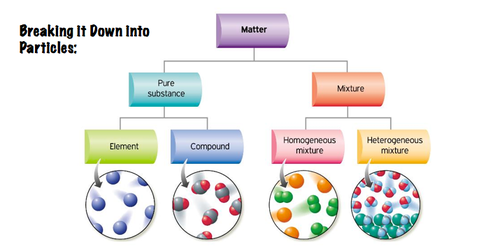 Breaking it Down into
Particles:
Matter
Pure
substance
Mixture
Element
Compound
Homogeneous
mixture
Heterogeneous
mixture